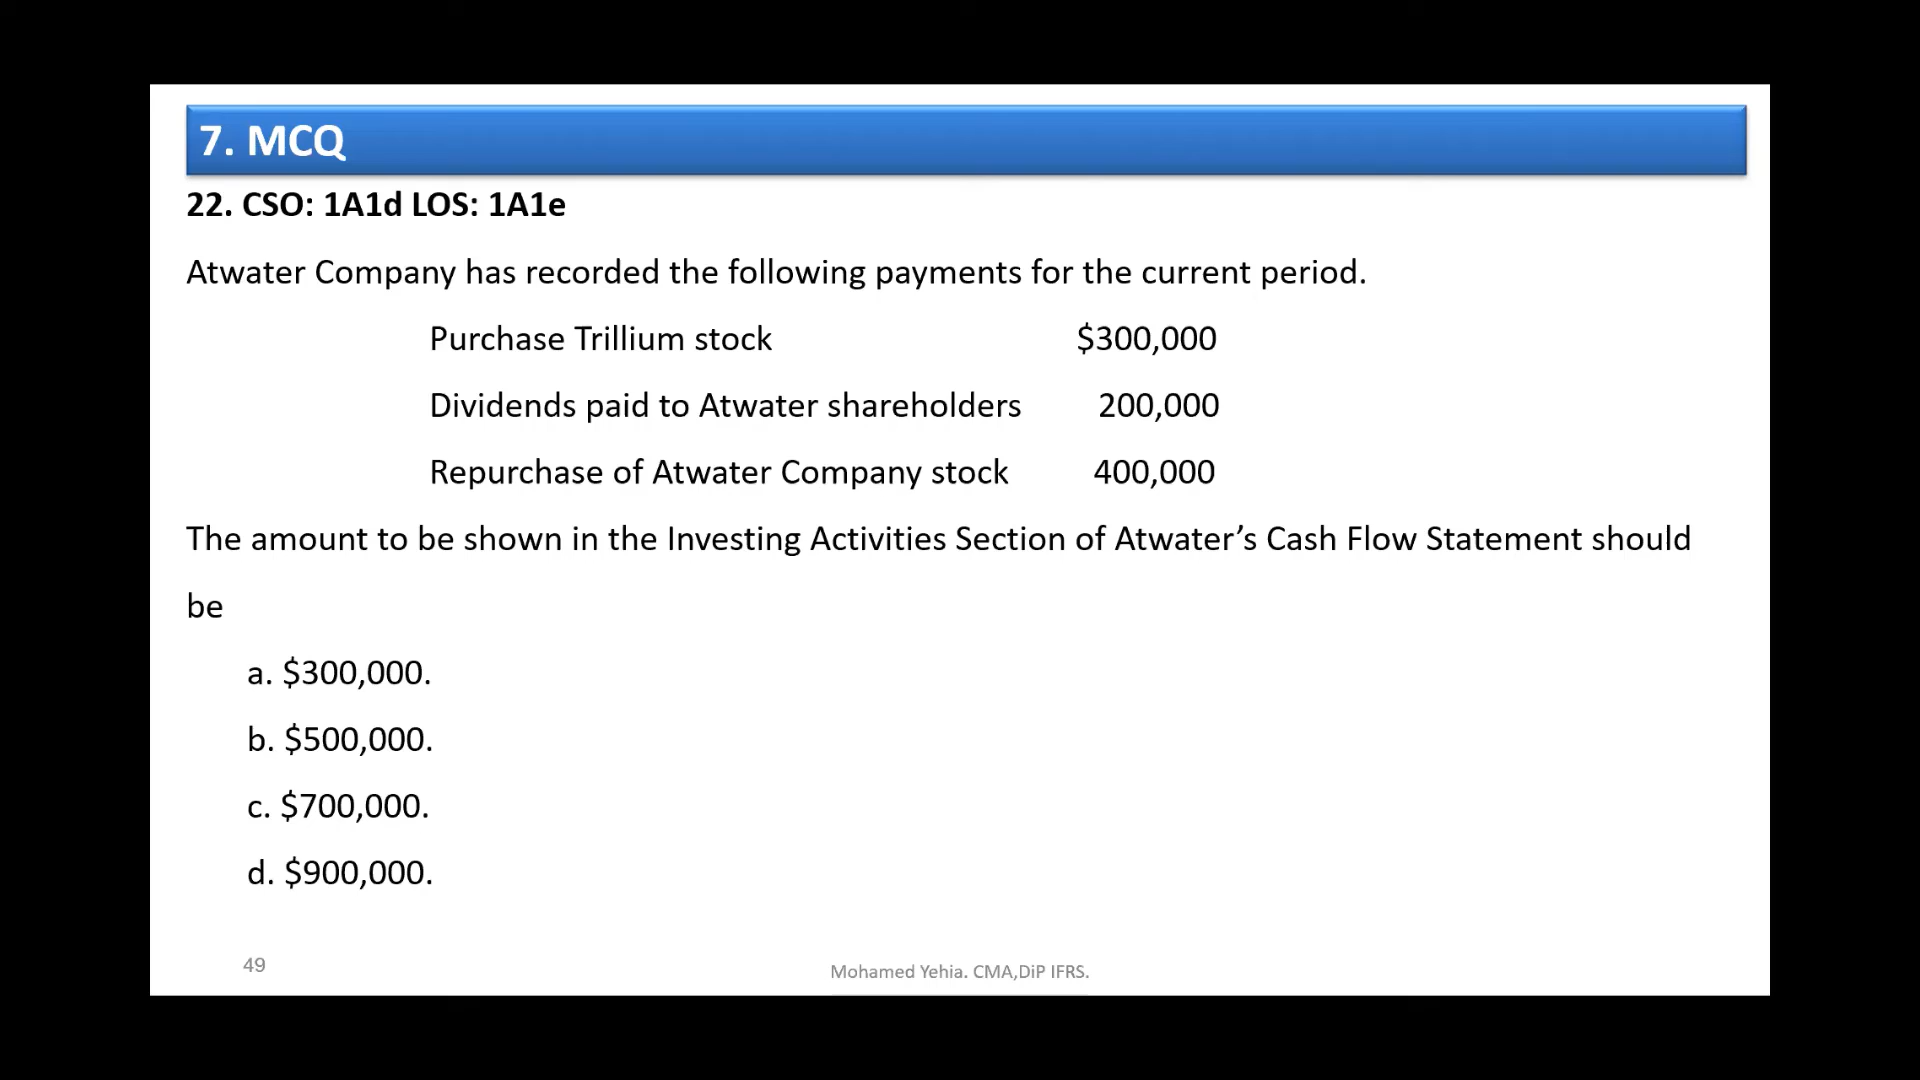 7. MCQ
22. CSO: 1A1d LOS: 1A1e
Atwater Company has recorded the following payments for the current period.
Purchase Trillium stock $300,000
Dividends paid to Atwater shareholders 200,000
Repurchase of Atwater Company stock 400,000
The amount to be shown in the Investing Activities Section of Atwater’s Cash Flow Statement should
be
a. $300,000.
b. $500,000.
c. $700,000.
d. $900,000.
49
Mohamed Yehia. CMA,DiP IFRS.